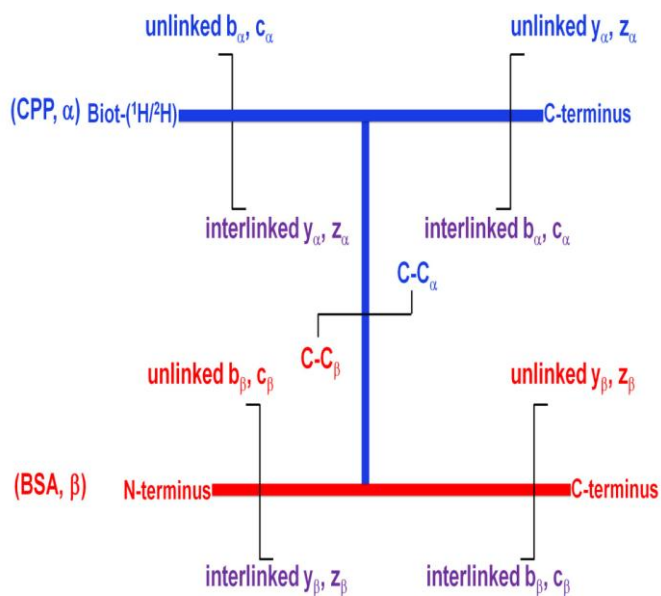 unlinked bα, cα unlinked yα, zα
(CPP, α) Biot-(¹H/²H) C-terminus
interlinked yα, zα interlinked bα, cα
C-Cα
C-Cβ
unlinked bβ, cβ unlinked yβ, zβ
(BSA, β) N-terminus C-terminus
interlinked yβ, zβ interlinked bβ, cβ